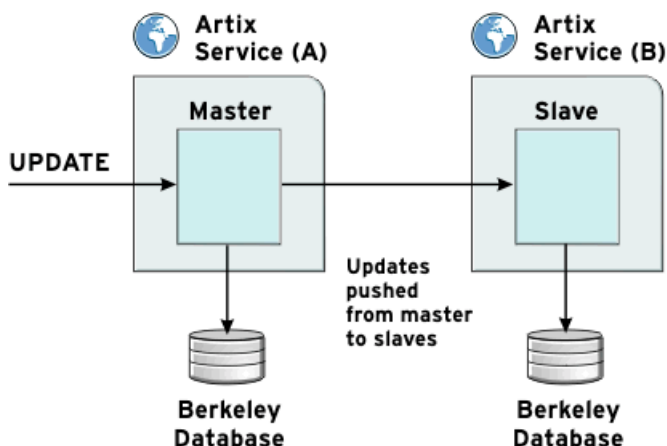 Artix
Service (A)
Artix
Service (B)
Master
Slave
UPDATE
Updates
pushed
from master
to slaves
Berkeley
Database
Berkeley
Database